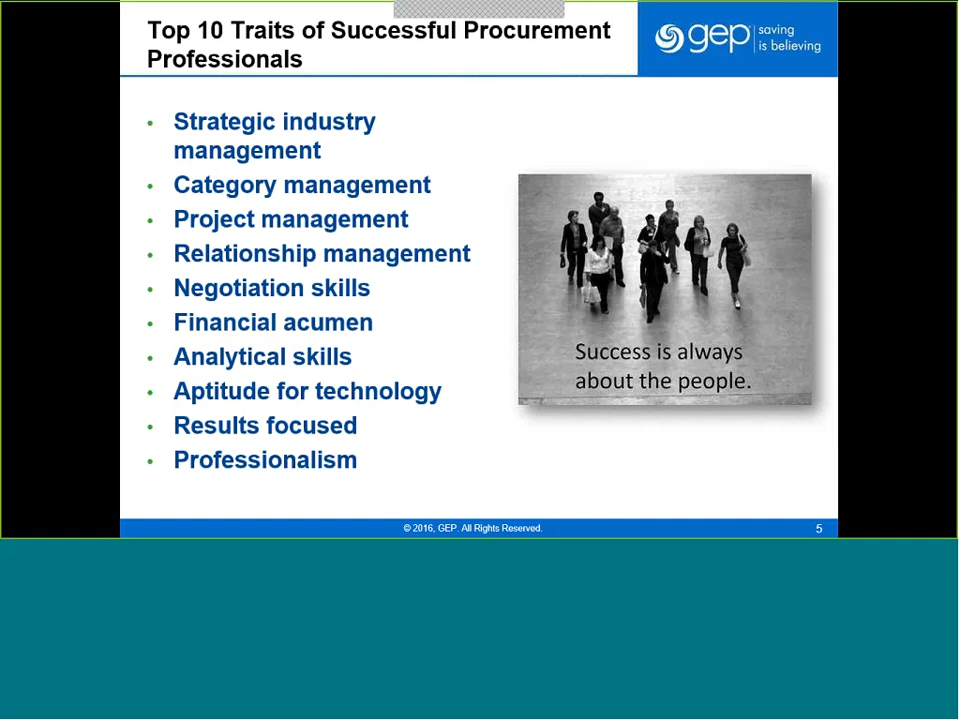 Top 10 Traits of Successful Procurement
Professionals
gep
saving
is believing
• Strategic industry
management
• Category management
• Project management
• Relationship management
• Negotiation skills
• Financial acumen
• Analytical skills
• Aptitude for technology
• Results focused
• Professionalism
Success is always
about the people.
© 2016, GEP. All Rights Reserved.
5